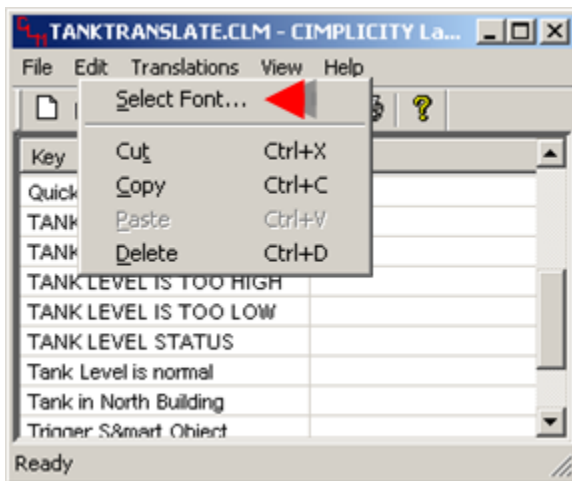 TANKTRANSLATE.CLM - CIMPLICITY La...
File Edit Translations View Help
Select Font...
Cut Ctrl+X
Copy Ctrl+C
Paste Ctrl+V
Delete Ctrl+D
Key
Quick
TANK
TANK
TANK LEVEL IS TOO HIGH
TANK LEVEL IS TOO LOW
TANK LEVEL STATUS
Tank Level is normal
Tank in North Building
Trigger S&mart Object
Ready